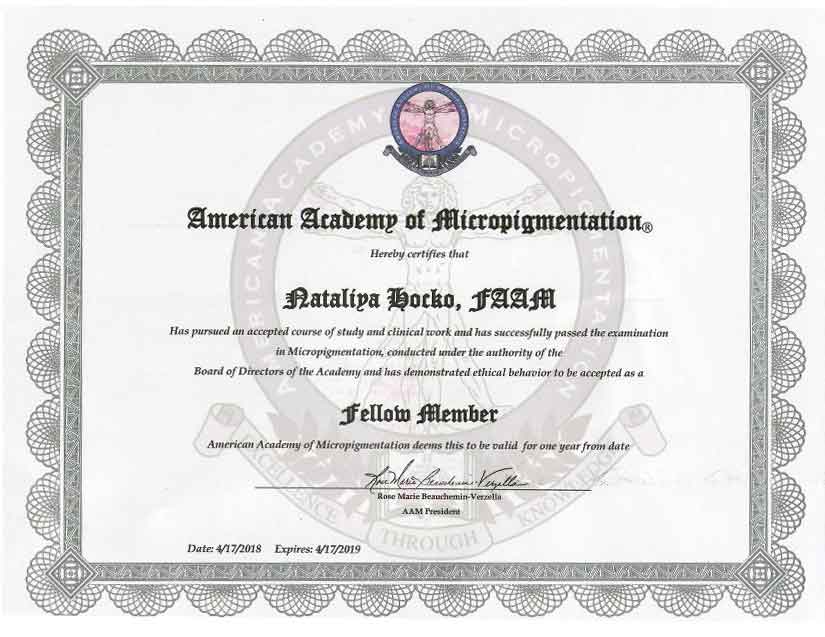 American Academy of Micropigmentation®
Hereby certifies that
Nataliya Hocko, FAAM
Has pursued an accepted course of study and clinical work and has successfully passed the examination
in Micropigmentation, conducted under the authority of the
Board of Directors of the Academy and has demonstrated ethical behavior to be accepted as a
Fellow Member
American Academy of Micropigmentation deems this to be valid for one year from date
Rose Marie Beauchemin-Verzella
Rose Marie Beauchemin-Verzella
AAM President
Date: 4/17/2018 Expires: 4/17/2019
AMERICAN ACADEMY OF MICROPIGMENTATION
EXCELLENCE THROUGH KNOWLEDGE